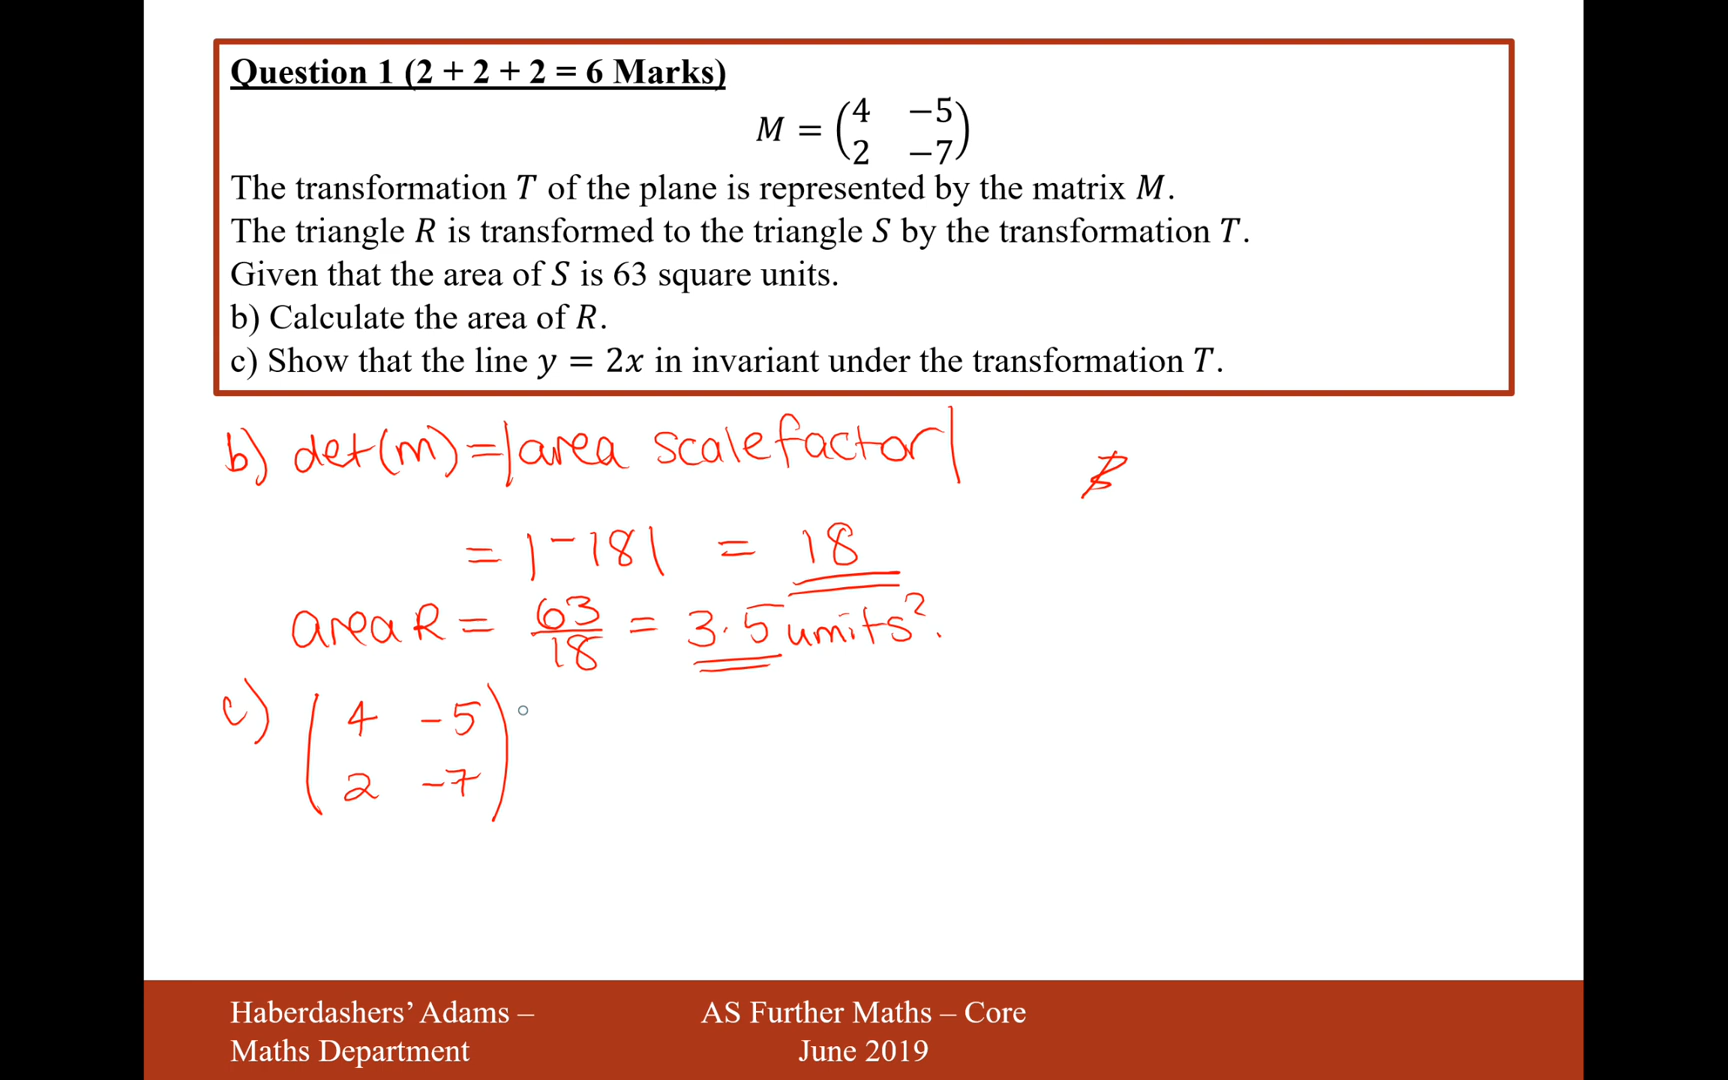 Question 1 (2 + 2 + 2 = 6 Marks)
M = (4 −5
2 −7)
The transformation T of the plane is represented by the matrix M.
The triangle R is transformed to the triangle S by the transformation T.
Given that the area of S is 63 square units.
b) Calculate the area of R.
c) Show that the line y = 2x in invariant under the transformation T.
b) det(m) = |area scale factor|
= |-18| = 18
area R = 63/18 = 3.5 units².
c) (4 -5
2 -7)
Haberdashers’ Adams –
Maths Department
AS Further Maths – Core
June 2019